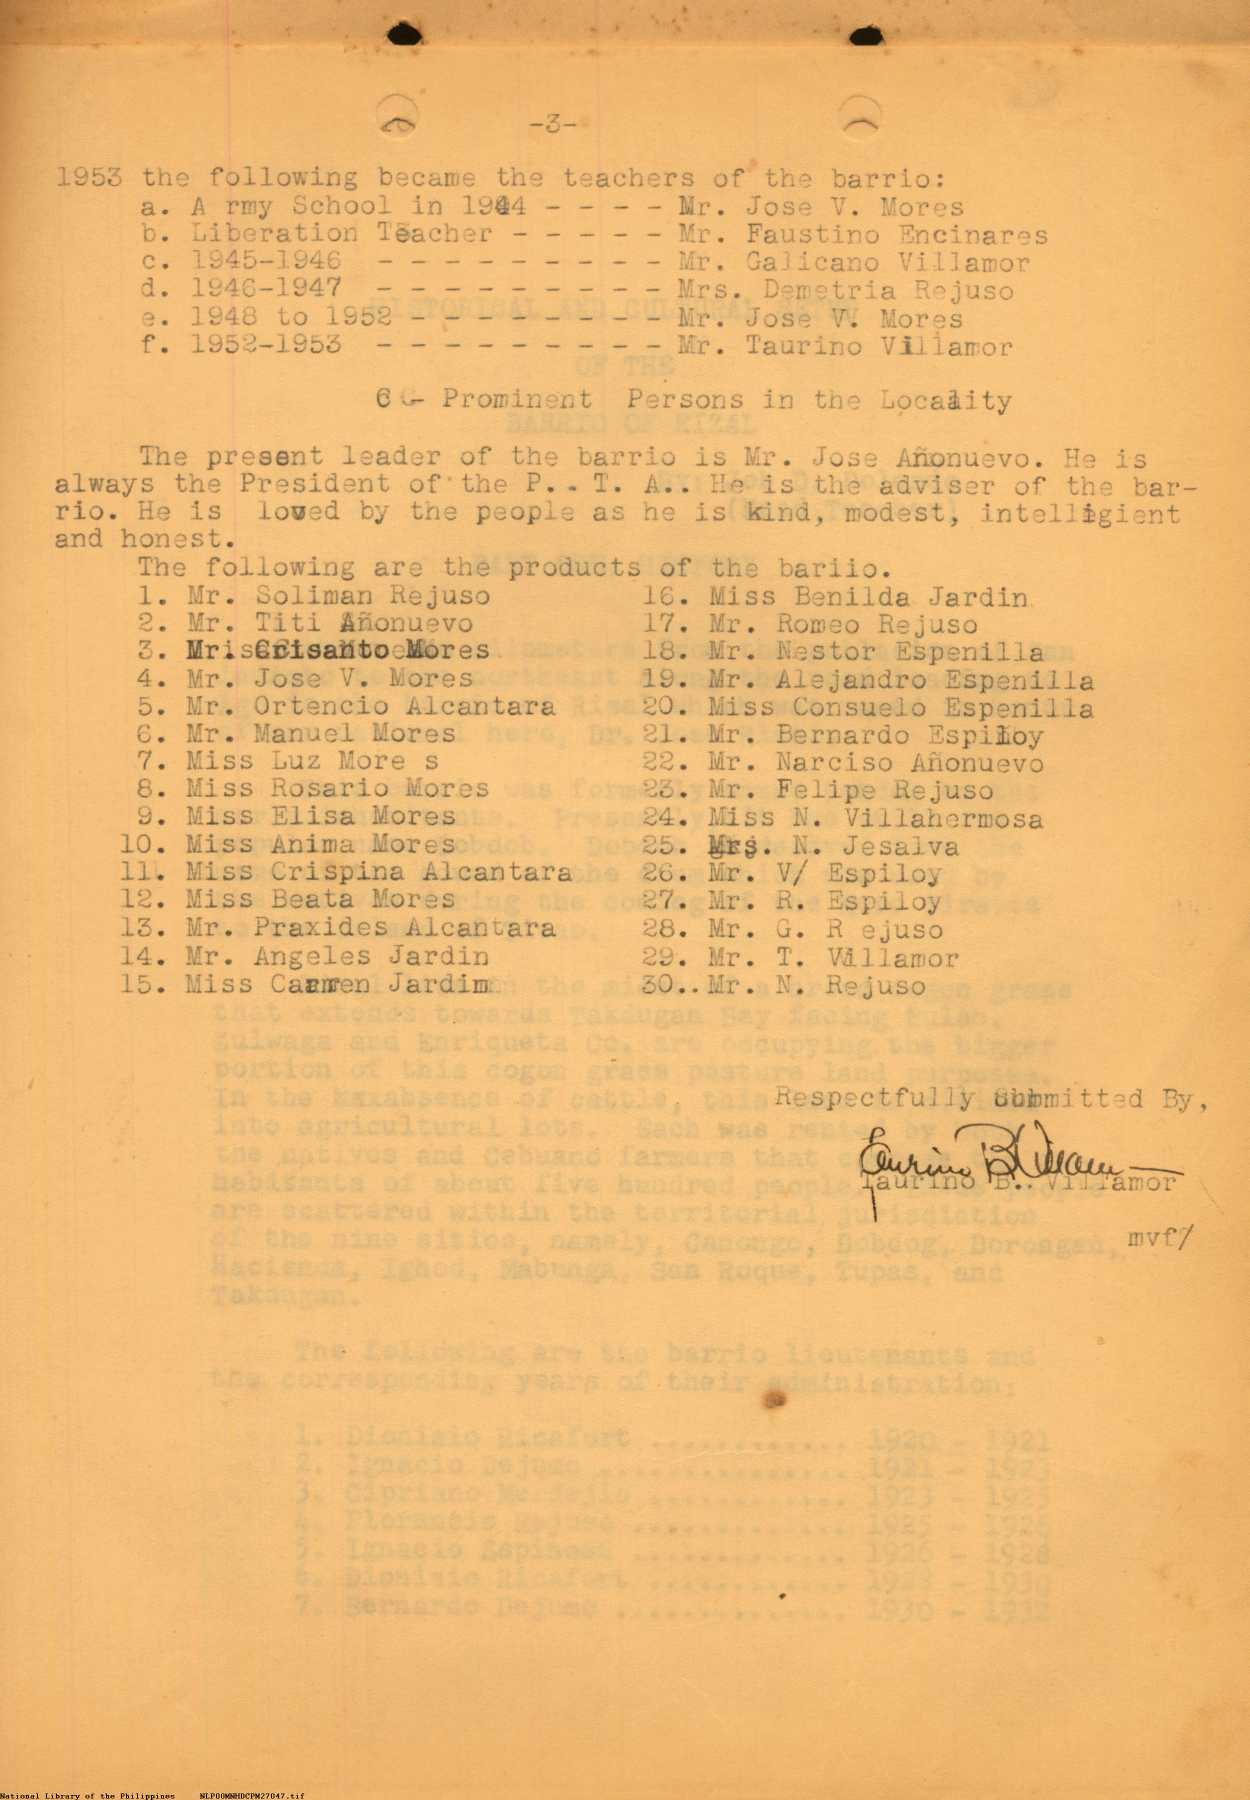 -3-
1953 the following became the teachers of the barrio:
a. A rmy School in 1944 - - - - Mr. Jose V. Mores
b. Liberation Teacher - - - - - Mr. Faustino Encinares
c. 1945-1946 - - - - - - - - - Mr. Galicano Villamor
d. 1946-1947 - - - - - - - - - Mrs. Demetria Rejuso
e. 1948 to 1952 - - - - - - - - Mr. Jose V. Mores
f. 1952-1953 - - - - - - - - - Mr. Taurino Villamor
6 - Prominent Persons in the Locality
The present leader of the barrio is Mr. Jose Añonuevo. He is
always the President of the P. . T. A.. He is the adviser of the bar-
rio. He is loved by the people as he is kind, modest, intelligient
and honest.
The following are the products of the bariio.
1. Mr. Soliman Rejuso
2. Mr. Titi Añonuevo
3. Mr. Crisanto Mores
4. Mr. Jose V. Mores
5. Mr. Ortencio Alcantara
6. Mr. Manuel Mores
7. Miss Luz More s
8. Miss Rosario Mores
9. Miss Elisa Mores
10. Miss Anima Mores
11. Miss Crispina Alcantara
12. Miss Beata Mores
13. Mr. Praxides Alcantara
14. Mr. Angeles Jardin
15. Miss Carmen Jardin
16. Miss Benilda Jardin
17. Mr. Romeo Rejuso
18. Mr. Nestor Espenilla
19. Mr. Alejandro Espenilla
20. Miss Consuelo Espenilla
21. Mr. Bernardo Espiloy
22. Mr. Narciso Añonuevo
23. Mr. Felipe Rejuso
24. Miss N. Villahermosa
25. Mrs. N. Jesalva
26. Mr. V/ Espiloy
27. Mr. R. Espiloy
28. Mr. G. R ejuso
29. Mr. T. Villamor
30.. Mr. N. Rejuso
Respectfully Submitted By,
Taurino B. Villamor
Taurino B. Villamor
mvf/
National Library of the Philippines NLPOOMNHDCPM27047.tif